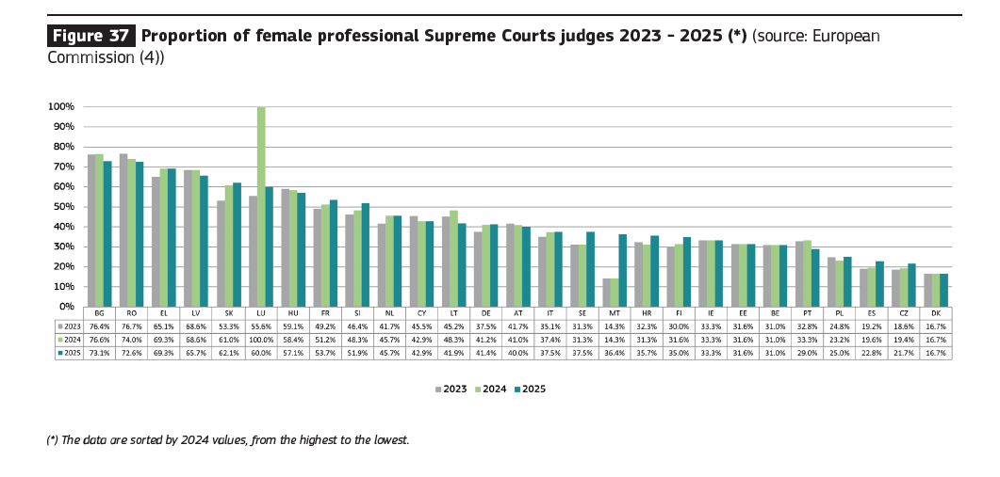 Figure 37 Proportion of female professional Supreme Courts judges 2023 – 2025 (*) (source: European
Commission (4))
100%
90%
80%
70%
60%
50%
40%
30%
20%
10%
0%
BG RO EL LV SK LU HU FR SI NL CY LT DE AT IT SE MT HR FI IE EE BE PT PL ES CZ DK
2023 76.4% 76.7% 65.1% 68.6% 53.3% 55.6% 59.1% 49.2% 46.4% 41.7% 45.5% 45.2% 37.5% 41.7% 35.1% 31.3% 14.3% 32.3% 30.0% 33.3% 31.6% 31.0% 32.8% 24.8% 19.2% 18.6% 16.7%
2024 76.6% 74.0% 69.3% 68.6% 61.0% 100.0% 58.4% 51.2% 48.3% 45.7% 42.9% 48.3% 41.2% 41.0% 37.4% 31.3% 14.3% 31.3% 31.6% 33.3% 31.6% 31.0% 33.3% 23.2% 19.6% 19.4% 16.7%
2025 73.1% 72.6% 69.3% 65.7% 62.1% 60.0% 57.1% 53.7% 51.9% 45.7% 42.9% 41.9% 41.4% 40.0% 37.5% 37.5% 36.4% 35.7% 35.0% 33.3% 31.6% 31.0% 29.0% 25.0% 22.8% 21.7% 16.7%
2023 2024 2025
(*) The data are sorted by 2024 values, from the highest to the lowest.